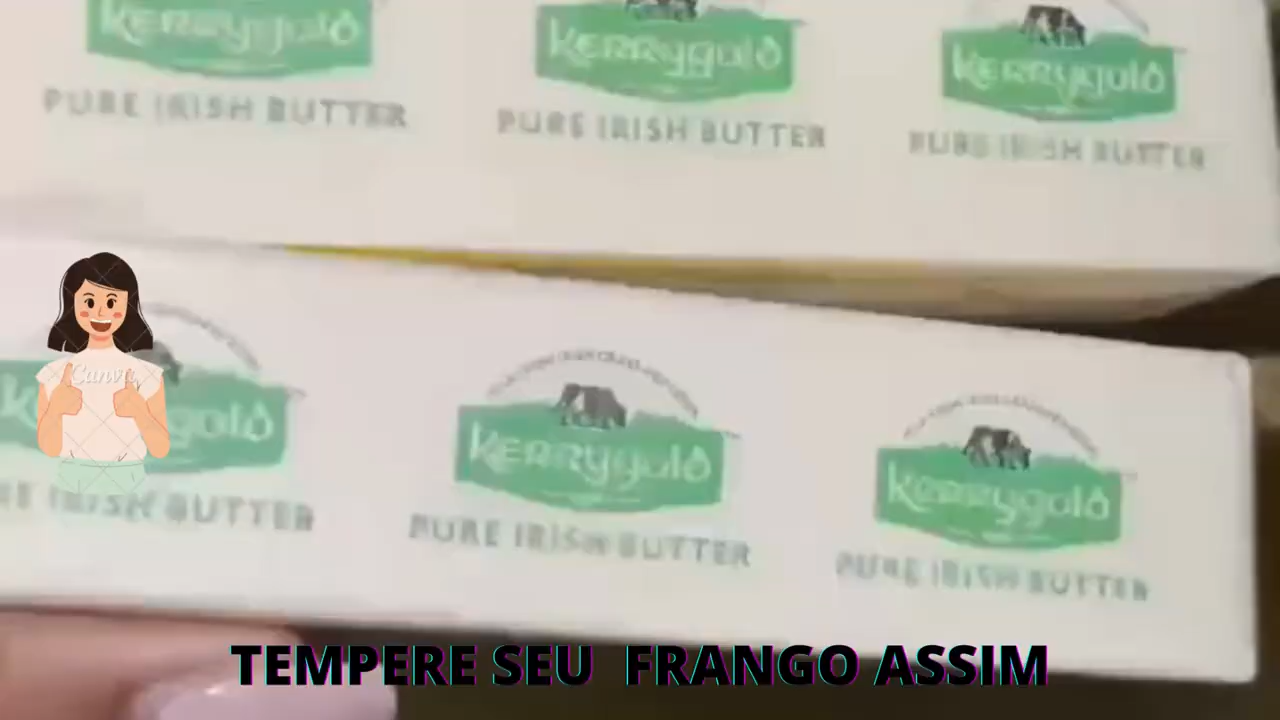 Kerrygold Kerrygold Kerrygold
PURE IRISH BUTTER PURE IRISH BUTTER PURE IRISH BUTTER
Canva
Kerrygold Kerrygold
IRISH BUTTER PURE IRISH BUTTER PURE IRISH BUTTER
TEMPERE SEU FRANGO ASSIM